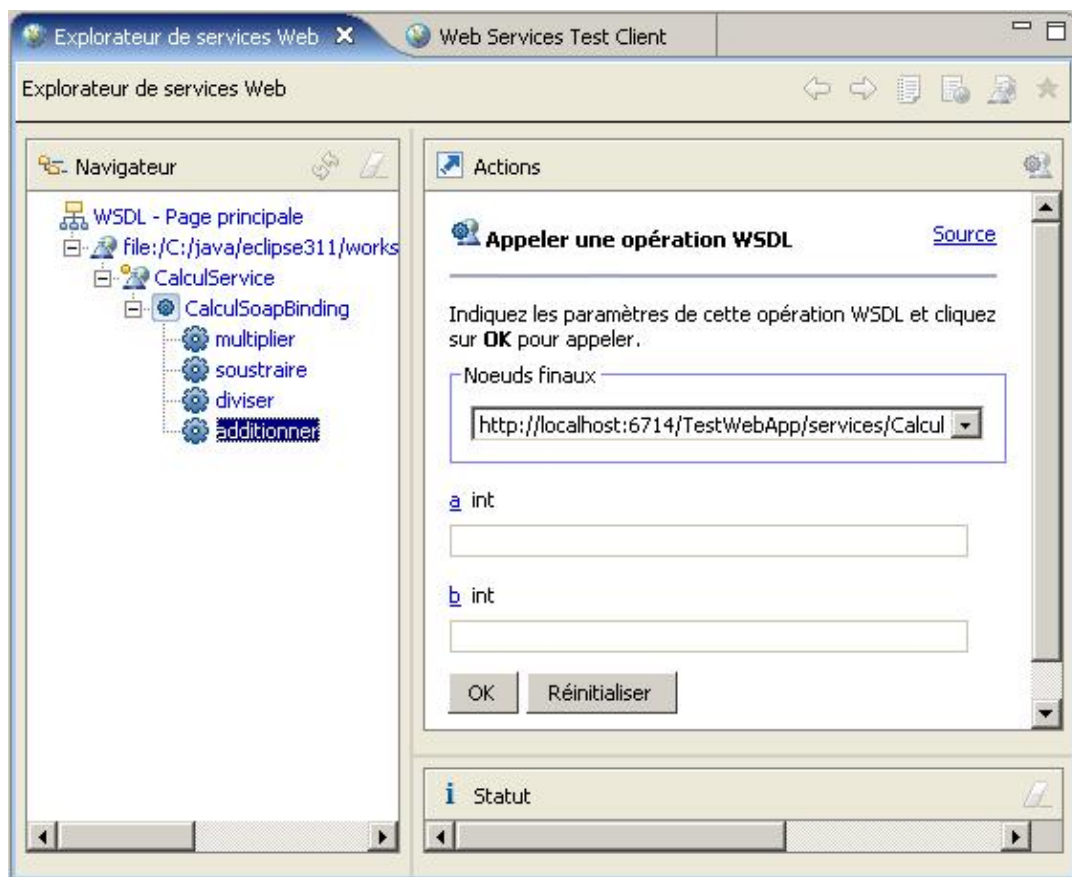 Explorateur de services Web
Web Services Test Client
Explorateur de services Web
Navigateur
WSDL - Page principale
file:/C:/java/eclipse311/works
CalculService
CalculSoapBinding
multiplier
soustraire
diviser
additionner
Actions
Appeler une opération WSDL
Source
Indiquez les paramètres de cette opération WSDL et cliquez
sur OK pour appeler.
Noeuds finaux
http://localhost:6714/TestWebApp/services/Calcul
a int
b int
OK
Réinitialiser
i Statut